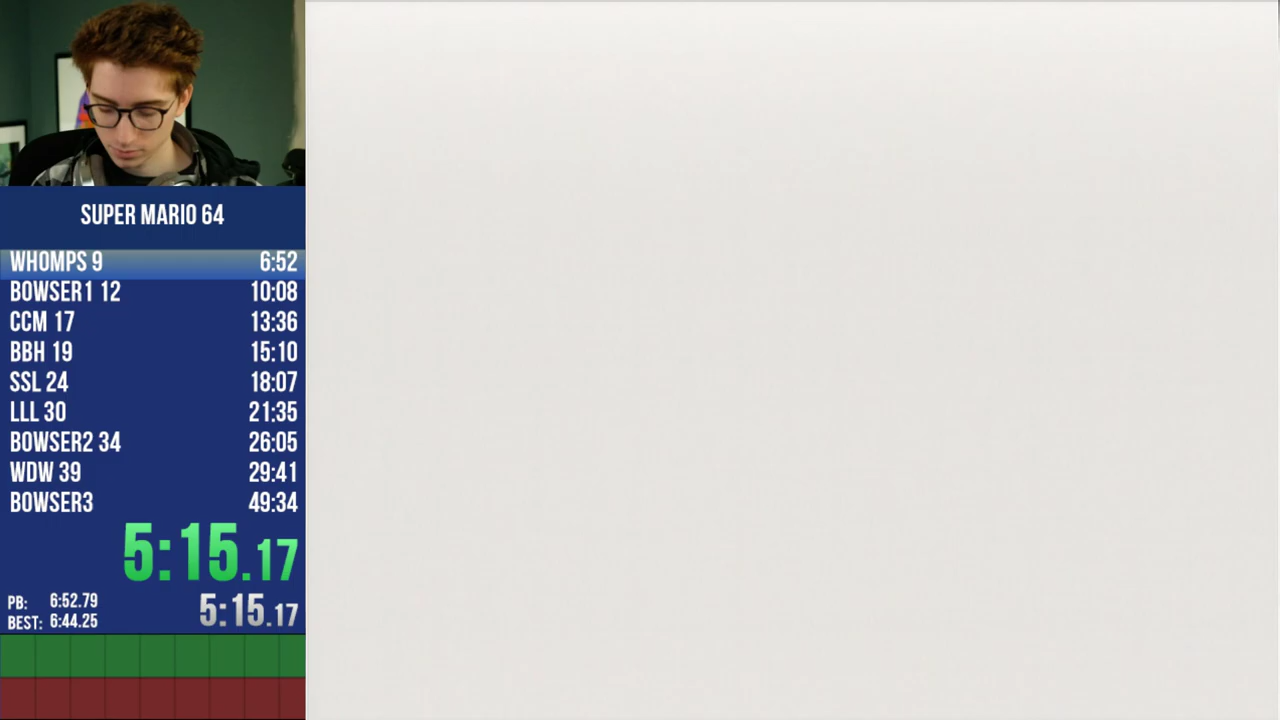 SUPER MARIO 64
WHOMPS 9 6:52
BOWSER1 12 10:08
CCM 17 13:36
BBH 19 15:10
SSL 24 18:07
LLL 30 21:35
BOWSER2 34 26:05
WDW 39 29:41
BOWSER3 49:34
5:15.17
PB: 6:52.79
BEST: 6:44.25
5:15.17